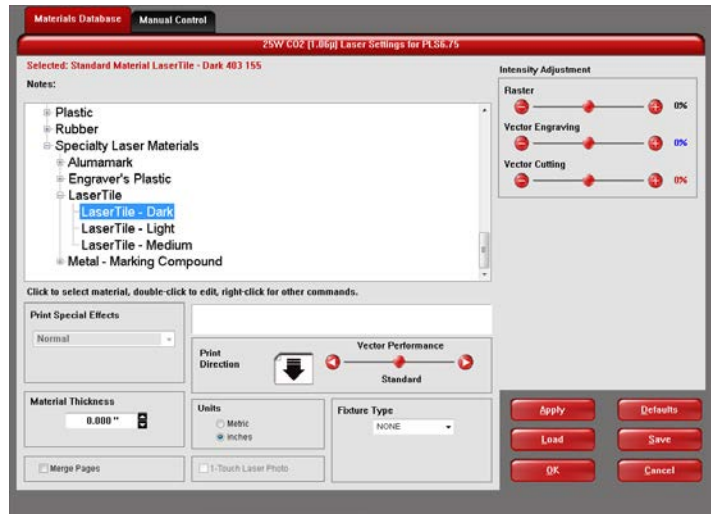 Materials Database Manual Control
25W CO2 [1.06µ] Laser Settings for PLS6.75
Selected: Standard Material LaserTile - Dark 403 155
Notes:
Plastic
Rubber
Specialty Laser Materials
Alumamark
Engraver's Plastic
LaserTile
LaserTile - Dark
LaserTile - Light
LaserTile - Medium
Metal - Marking Compound
Click to select material, double-click to edit, right-click for other commands.
Intensity Adjustment
Raster
0%
Vector Engraving
0%
Vector Cutting
0%
Print Special Effects
Normal
Print
Direction
Vector Performance
Standard
Material Thickness
0.000 "
Units
Metric
inches
Fixture Type
NONE
Merge Pages
1-Touch Laser Photo
Apply Defaults
Load Save
OK Cancel